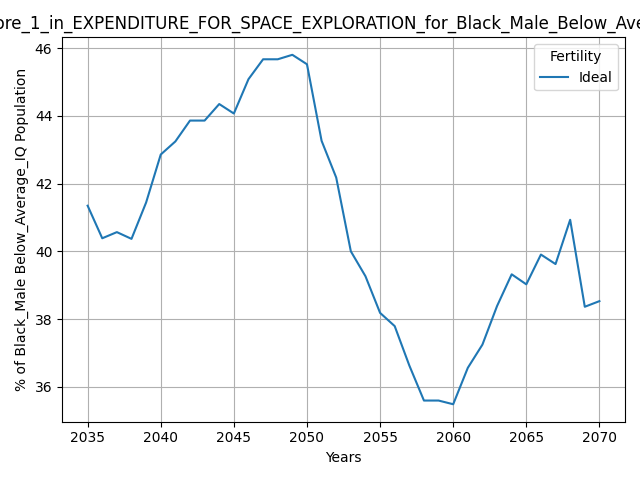 ore_1_in_EXPENDITURE_FOR_SPACE_EXPLORATION_for_Black_Male_Below_Ave
Fertility
Ideal
% of Black_Male Below_Average_IQ Population
46
44
42
40
38
36
2035 2040 2045 2050 2055 2060 2065 2070
Years